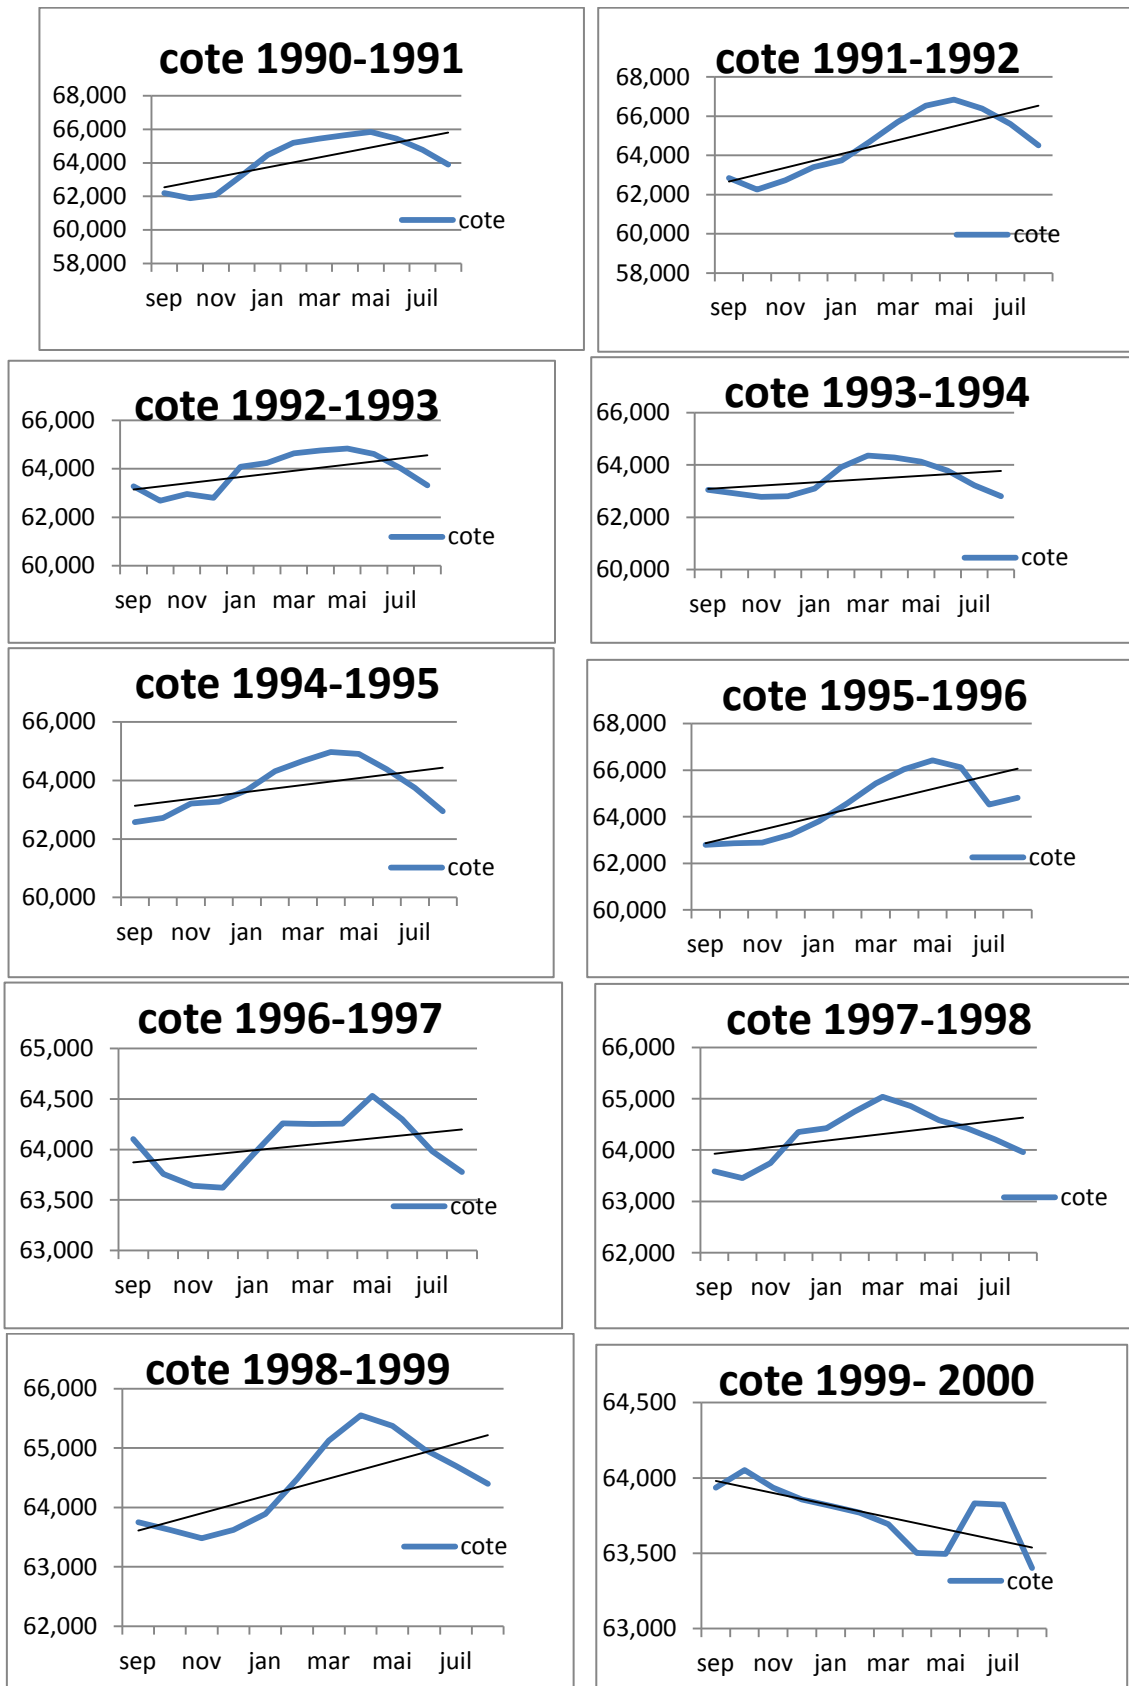 cote 1990-1991
68,000
66,000
64,000
62,000
60,000
58,000
cote
sep nov jan mar mai juil
cote 1991-1992
68,000
66,000
64,000
62,000
60,000
58,000
cote
sep nov jan mar mai juil
cote 1992-1993
66,000
64,000
62,000
60,000
cote
sep nov jan mar mai juil
cote 1993-1994
66,000
64,000
62,000
60,000
cote
sep nov jan mar mai juil
cote 1994-1995
66,000
64,000
62,000
60,000
cote
sep nov jan mar mai juil
cote 1995-1996
68,000
66,000
64,000
62,000
60,000
cote
sep nov jan mar mai juil
cote 1996-1997
65,000
64,500
64,000
63,500
63,000
cote
sep nov jan mar mai juil
cote 1997-1998
66,000
65,000
64,000
63,000
62,000
cote
sep nov jan mar mai juil
cote 1998-1999
66,000
65,000
64,000
63,000
62,000
cote
sep nov jan mar mai juil
cote 1999- 2000
64,500
64,000
63,500
63,000
cote
sep nov jan mar mai juil